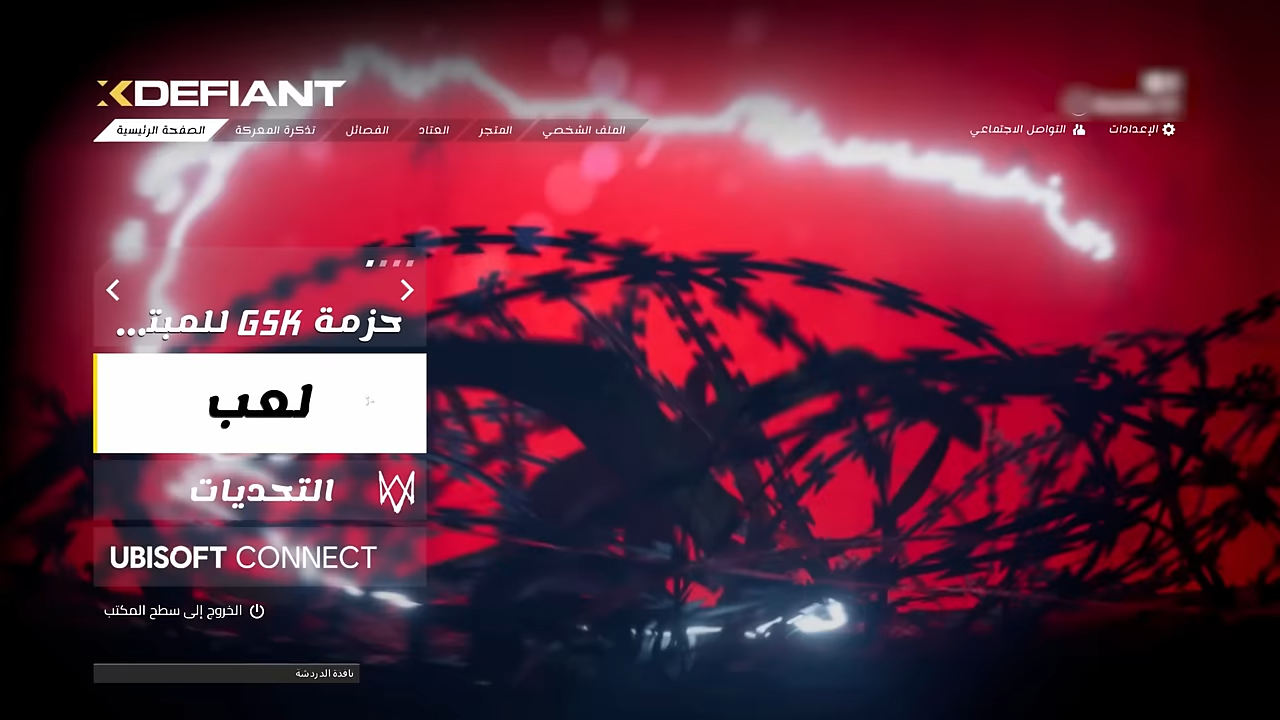 XDEFIANT
الصفحة الرئيسية
تذكرة المعركة
الفصائل
العتاد
المتجر
الملف الشخصي
التواصل الاجتماعي
الإعدادات
حزمة GSK للمبتـ...
لعب
التحديات
UBISOFT CONNECT
الخروج إلى سطح المكتب
نافذة الدردشة